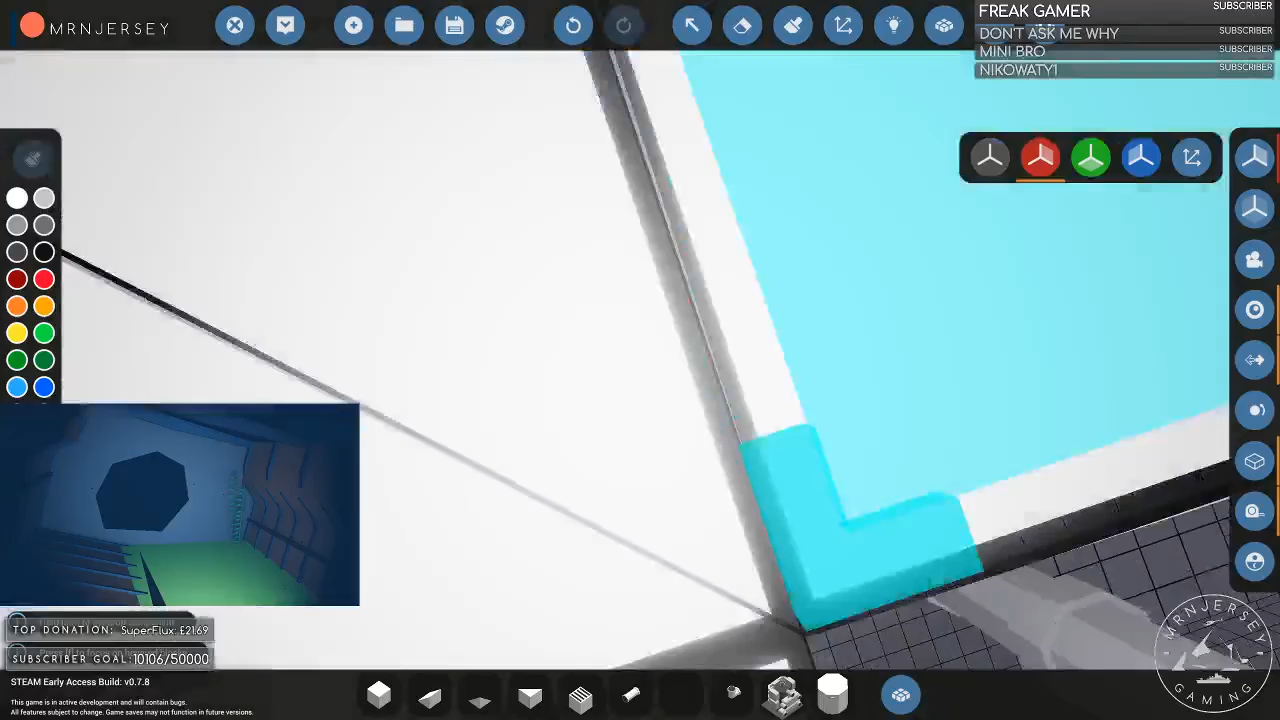 MRNJERSEY
FREAK GAMER SUBSCRIBER
DON'T ASK ME WHY SUBSCRIBER
MINI BRO SUBSCRIBER
NIKOWATY1 SUBSCRIBER
TOP DONATION: SUPERFLUX: £21.69
SUBSCRIBER GOAL: 10106/50000
STEAM Early Access Build: v0.7.8
This game is in active development and will contain bugs.
All features subject to change. Game saves may not function in future versions.
MRNJERSEY
GAMING